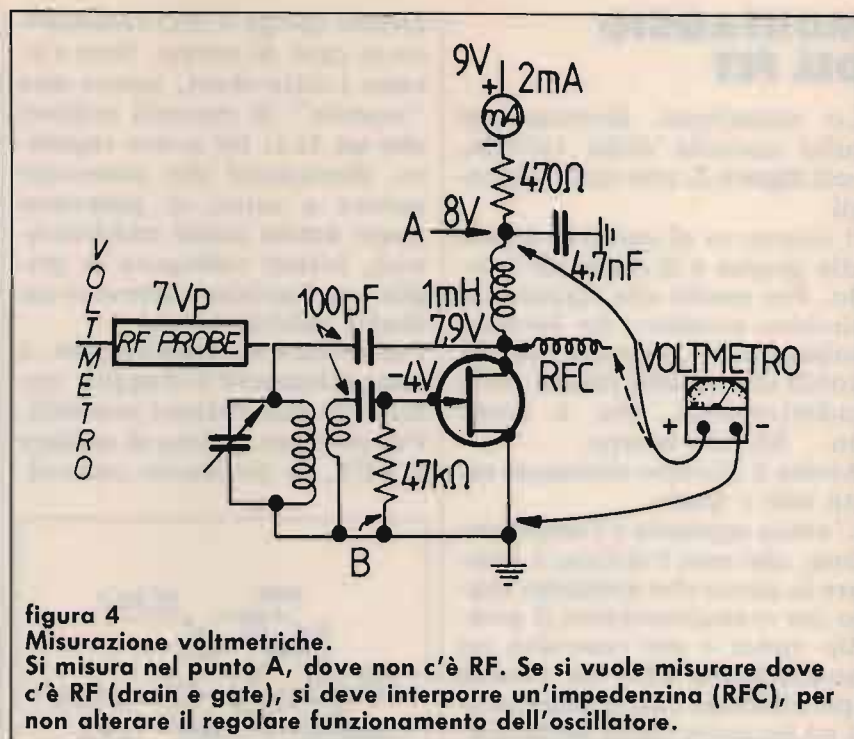 9V
+
2mA
mA
-
470Ω
A
8V
4,7nF
VOLTMETRO
7Vp
RF PROBE
100pF
1mH
7,9V
RFC
VOLTMETRO
+
-
-4V
47kΩ
B
figura 4
Misurazione voltmetriche.
Si misura nel punto A, dove non c'è RF. Se si vuole misurare dove
c'è RF (drain e gate), si deve interporre un'impedenzina (RFC), per
non alterare il regolare funzionamento dell'oscillatore.